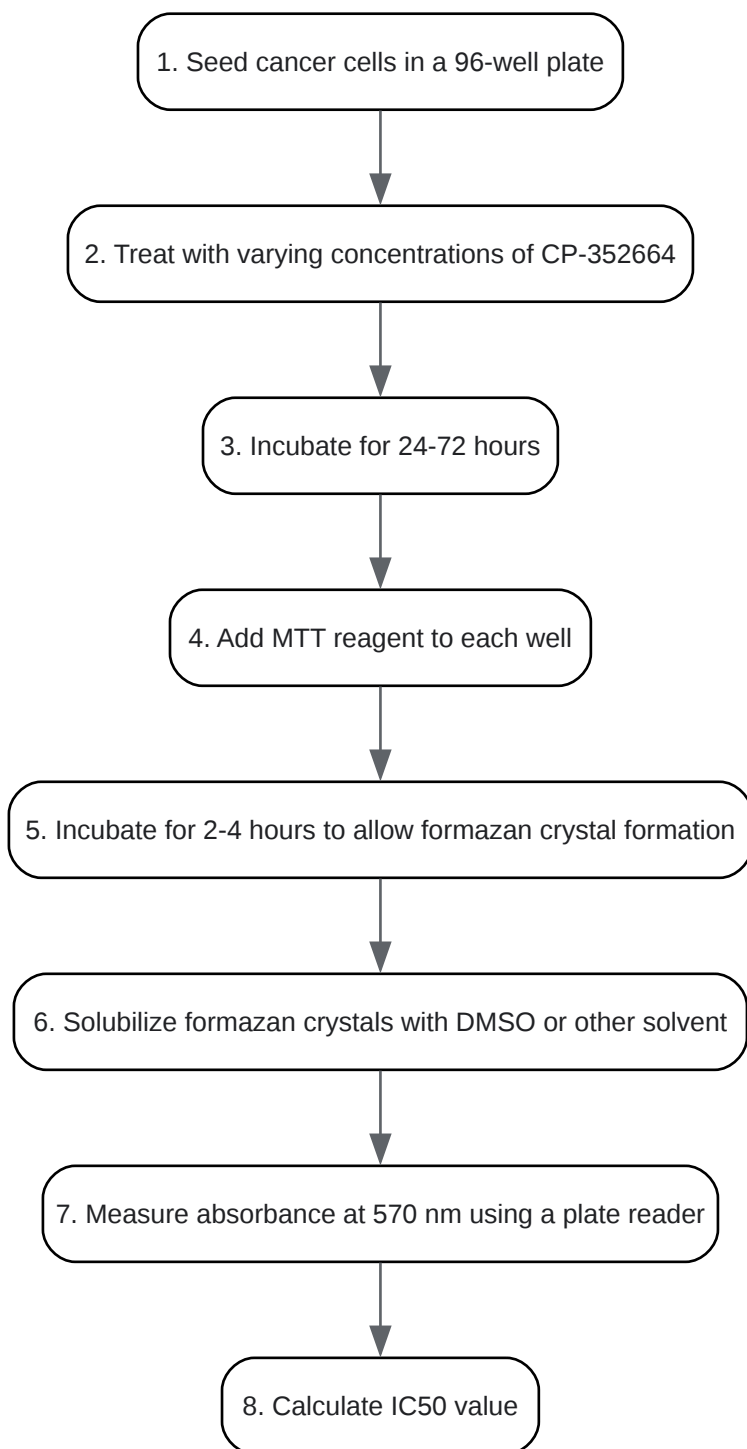 1. Seed cancer cells in a 96-well plate
2. Treat with varying concentrations of CP-352664
3. Incubate for 24-72 hours
4. Add MTT reagent to each well
5. Incubate for 2-4 hours to allow formazan crystal formation
6. Solubilize formazan crystals with DMSO or other solvent
7. Measure absorbance at 570 nm using a plate reader
8. Calculate IC50 value